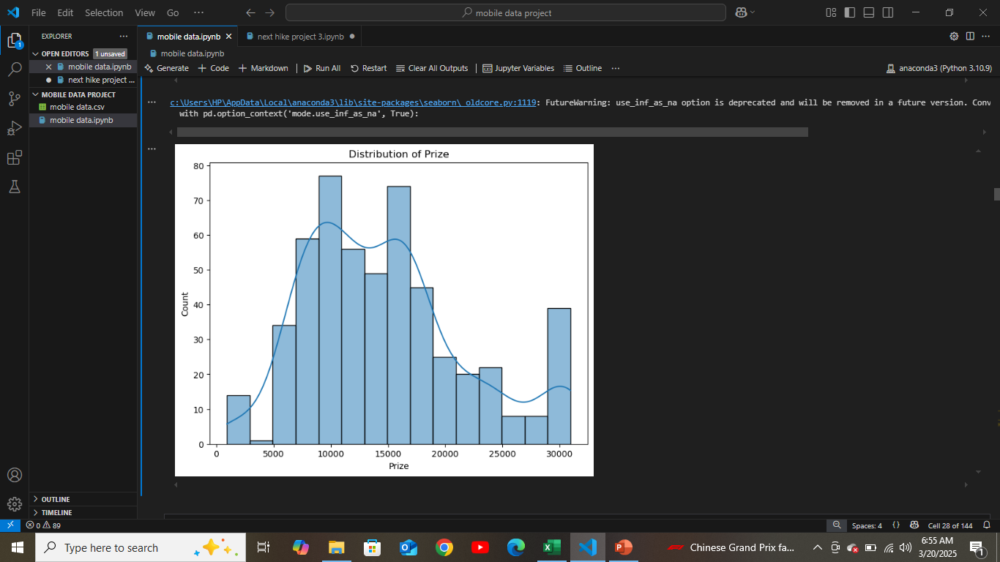 File Edit Selection View Go ··· mobile data project
EXPLORER ···
OPEN EDITORS 1 unsaved
mobile data.ipynb
next hike project ...
MOBILE DATA PROJECT
mobile data.csv
mobile data.ipynb
OUTLINE
TIMELINE
1
mobile data.ipynb next hike project 3.ipynb
mobile data.ipynb
Generate + Code + Markdown Run All Restart Clear All Outputs Jupyter Variables Outline ··· anaconda3 (Python 3.10.9)
c:\Users\HP\AppData\Local\anaconda3\lib\site-packages\seaborn\_oldcore.py:1119: FutureWarning: use_inf_as_na option is deprecated and will be removed in a future version. Conv
with pd.option_context('mode.use_inf_as_na', True):
Distribution of Prize
80
70
60
50
40
30
20
10
0
Count
0 5000 10000 15000 20000 25000 30000
Prize
0 89 Spaces: 4 {} Cell 28 of 144
Type here to search Chinese Grand Prix fa... 6:55 AM
3/20/2025
1